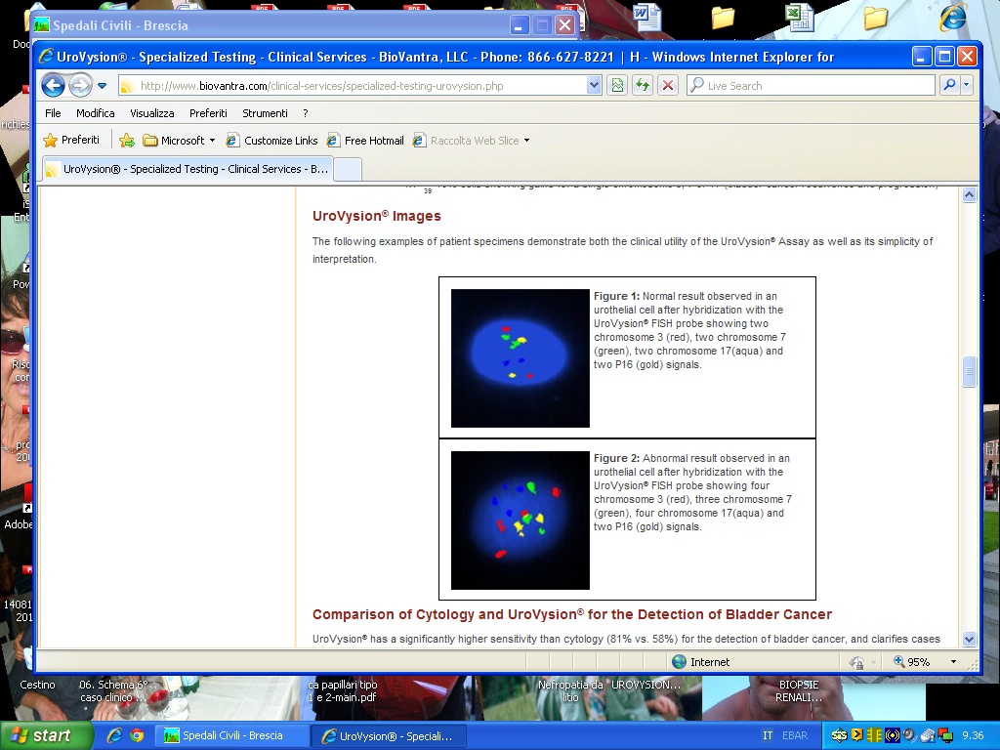 Spedali Civili - Brescia
UroVysion® - Specialized Testing - Clinical Services - BioVantra, LLC - Phone: 866-627-8221 | H - Windows Internet Explorer for
http://www.biovantra.com/clinical-services/specialized-testing-urovysion.php
Live Search
File Modifica Visualizza Preferiti Strumenti ?
Preferiti Microsoft Customize Links Free Hotmail Raccolta Web Slice
UroVysion® - Specialized Testing - Clinical Services - B...
39
UroVysion® Images
The following examples of patient specimens demonstrate both the clinical utility of the UroVysion® Assay as well as its simplicity of
interpretation.
Figure 1: Normal result observed in an
urothelial cell after hybridization with the
UroVysion® FISH probe showing two
chromosome 3 (red), two chromosome 7
(green), two chromosome 17(aqua) and
two P16 (gold) signals.
Figure 2: Abnormal result observed in an
urothelial cell after hybridization with the
UroVysion® FISH probe showing four
chromosome 3 (red), three chromosome 7
(green), four chromosome 17(aqua) and
two P16 (gold) signals.
Comparison of Cytology and UroVysion® for the Detection of Bladder Cancer
UroVysion® has a significantly higher sensitivity than cytology (81% vs. 58%) for the detection of bladder cancer, and clarifies cases
Internet 95%
Adobe
14081
201
Cestino
06. Schema 6°
caso clinico ...
ca papillari tipo
1 e 2-main.pdf
Nefropatia da
litio
"UROVYSION...
BIOPSIE
RENALI...
start Spedali Civili - Brescia UroVysion® - Speciali... IT EBAR 9.36